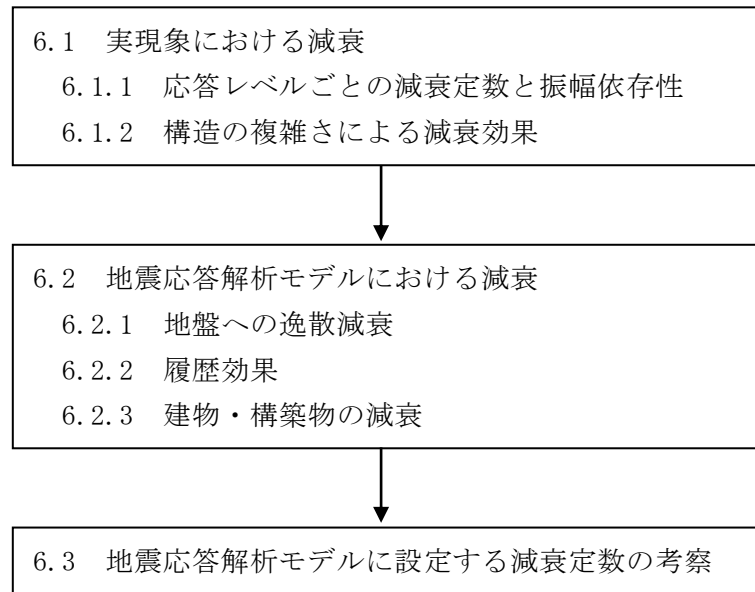 6.1 実現象における減衰
6.1.1 応答レベルごとの減衰定数と振幅依存性
6.1.2 構造の複雑さによる減衰効果
6.2 地震応答解析モデルにおける減衰
6.2.1 地盤への逸散減衰
6.2.2 履歴効果
6.2.3 建物・構築物の減衰
6.3 地震応答解析モデルに設定する減衰定数の考察